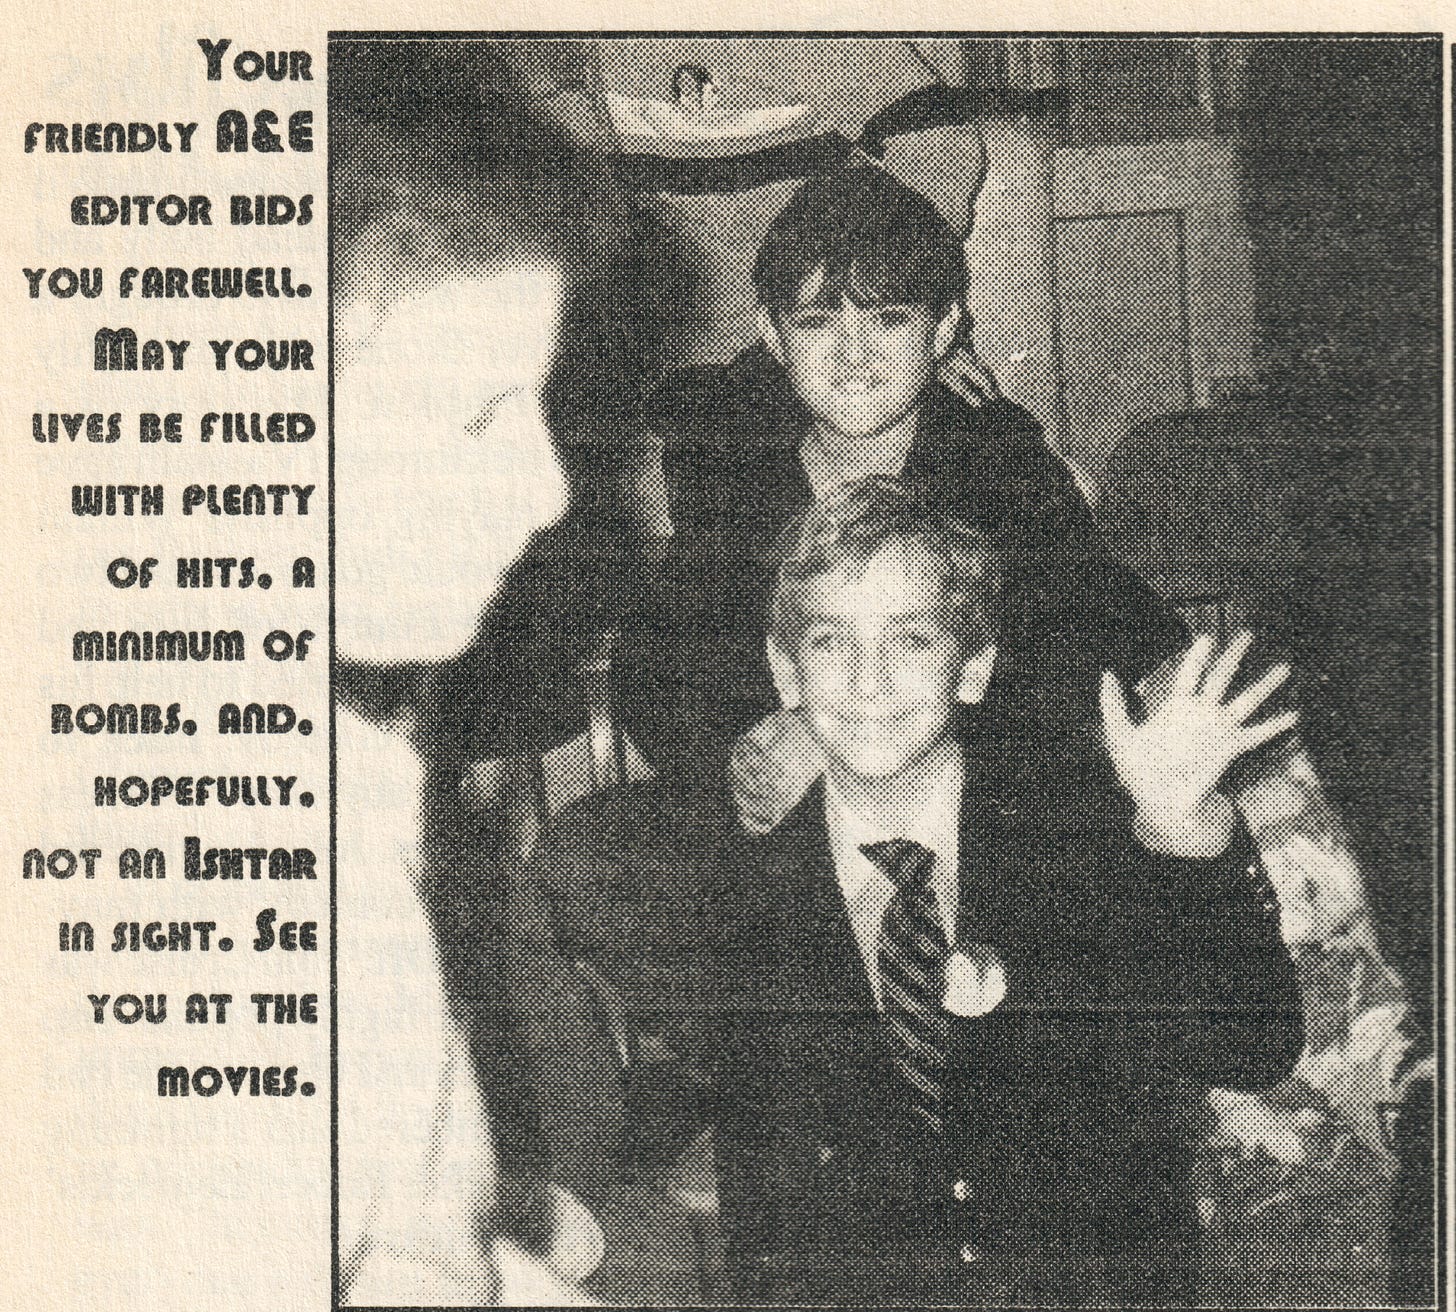 Your
friendly A&E
editor bids
you farewell.
May your
lives be filled
with plenty
of hits, a
minimum of
bombs, and,
hopefully,
not an Ishtar
in sight. See
you at the
movies.